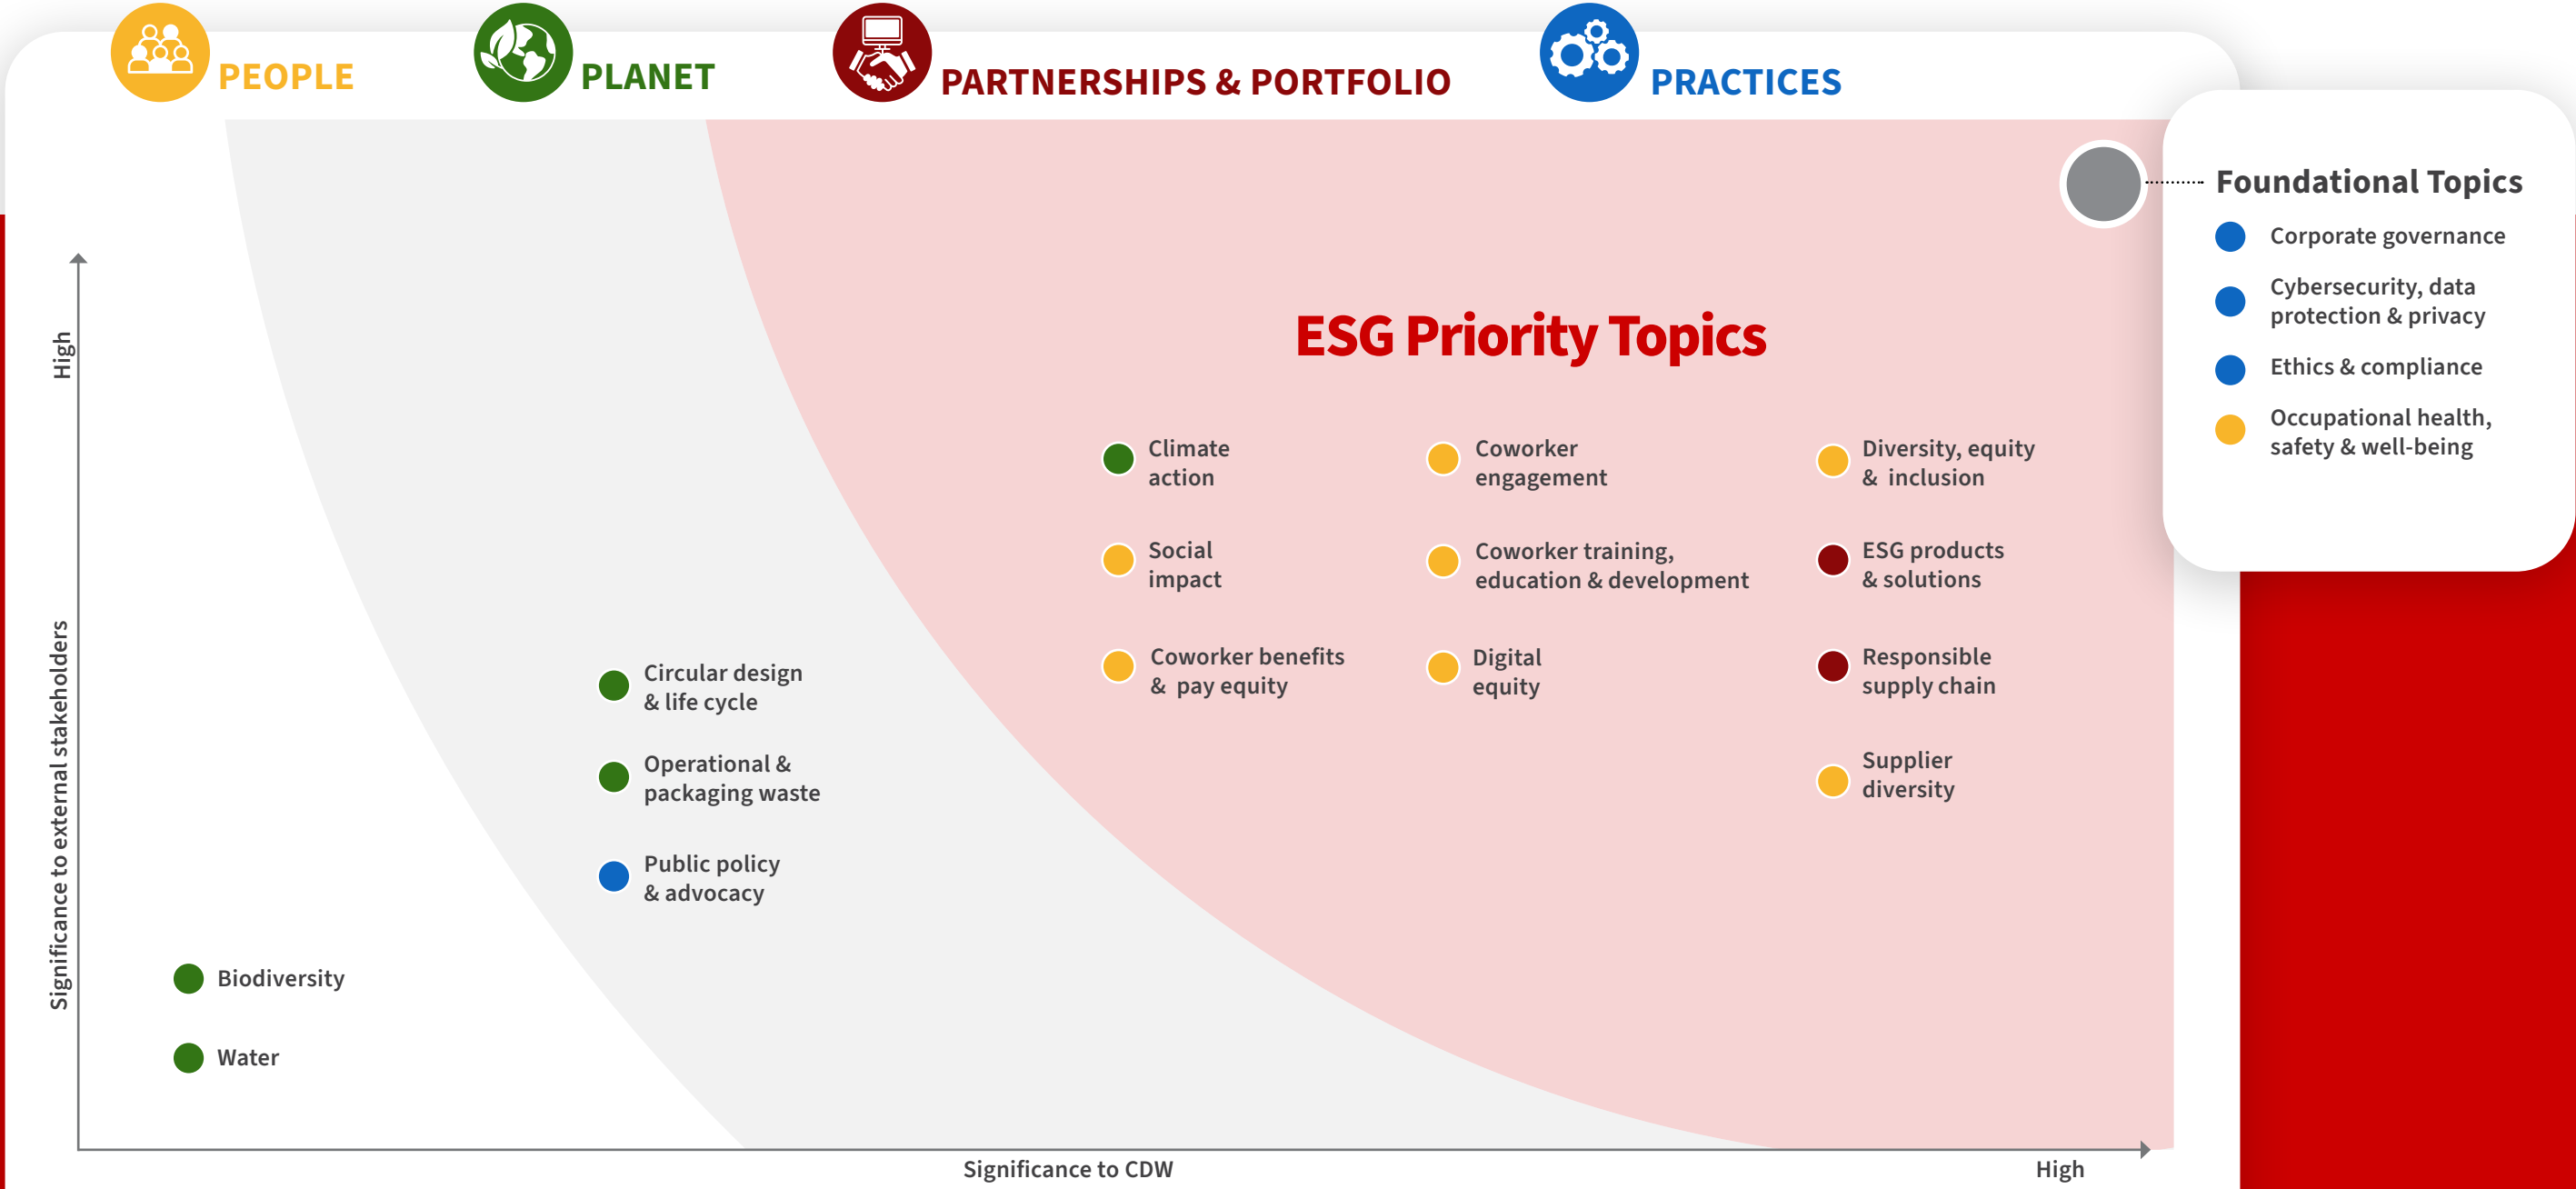 PEOPLE
PLANET
PARTNERSHIPS & PORTFOLIO
PRACTICES
Foundational Topics
Corporate governance
Cybersecurity, data
protection & privacy
Ethics & compliance
Occupational health,
safety & well-being
High
Significance to external stakeholders
ESG Priority Topics
Climate
action
Coworker
engagement
Diversity, equity
& inclusion
Social
impact
Coworker training,
education & development
ESG products
& solutions
Coworker benefits
& pay equity
Digital
equity
Responsible
supply chain
Supplier
diversity
Circular design
& life cycle
Operational &
packaging waste
Public policy
& advocacy
Biodiversity
Water
Significance to CDW
High